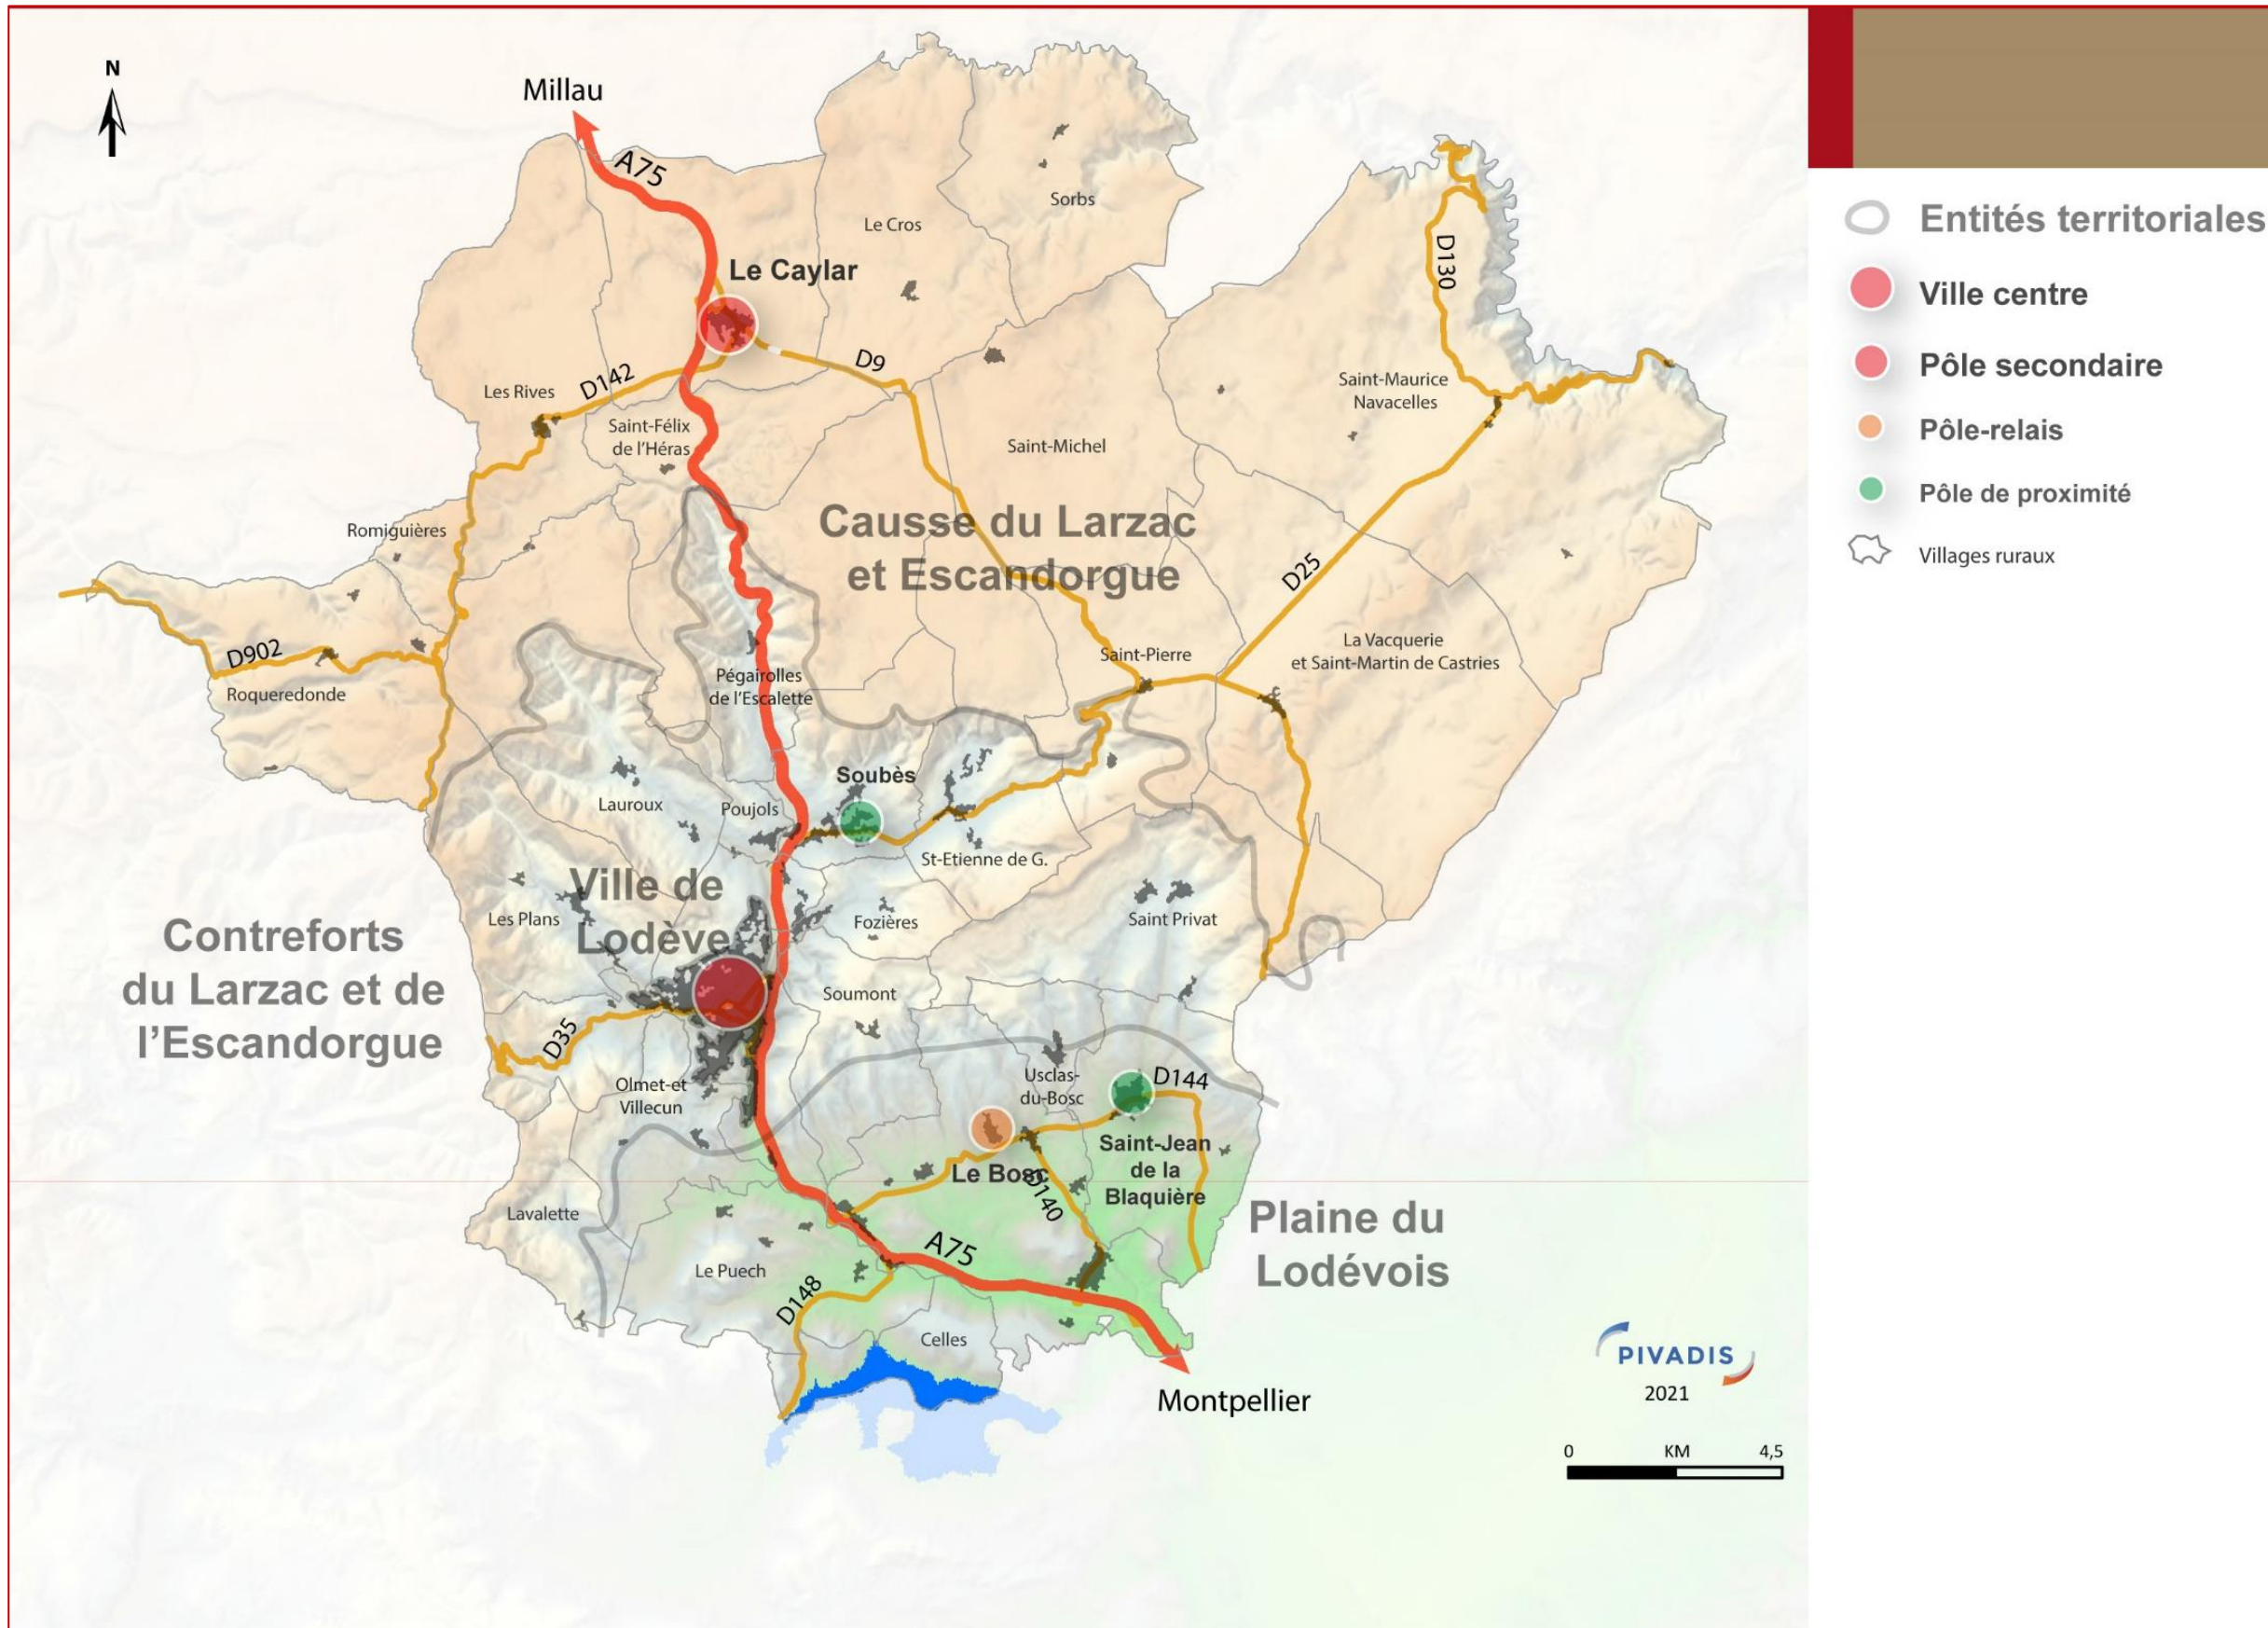 N
Millau
A75
Sorbs
Le Cros
Le Caylar
D130
D9
D142
Les Rives
Saint-Maurice
Navacelles
Saint-Félix
de l'Héras
Saint-Michel
Causse du Larzac
et Escandorgue
Romiguières
D25
D902
Roqueredonde
Pégairolles
de l'Escalette
Saint-Pierre
La Vacquerie
et Saint-Martin de Castries
Soubès
Lauroux
Poujols
St-Etienne de G.
Ville de
Lodève
Les Plans
Fozières
Saint Privat
Contreforts
du Larzac et de
l'Escandorgue
Soumont
D35
Olmet-et
Villecun
Usclas-
du-Bosc
D144
Saint-Jean
de la
Blaquière
Le Bosc
D140
Lavalette
Plaine du
Lodévois
A75
Le Puech
D148
Celles
Montpellier
PIVADIS
2021
0 KM 4,5
Entités territoriales
Ville centre
Pôle secondaire
Pôle-relais
Pôle de proximité
Villages ruraux